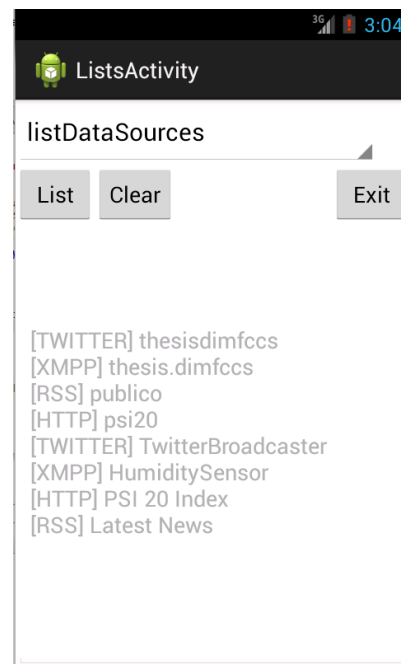 3G 3:04
ListsActivity
listDataSources
List Clear Exit
[TWITTER] thesisdimfccs
[XMPP] thesis.dimfccs
[RSS] publico
[HTTP] psi20
[TWITTER] TwitterBroadcaster
[XMPP] HumiditySensor
[HTTP] PSI 20 Index
[RSS] Latest News